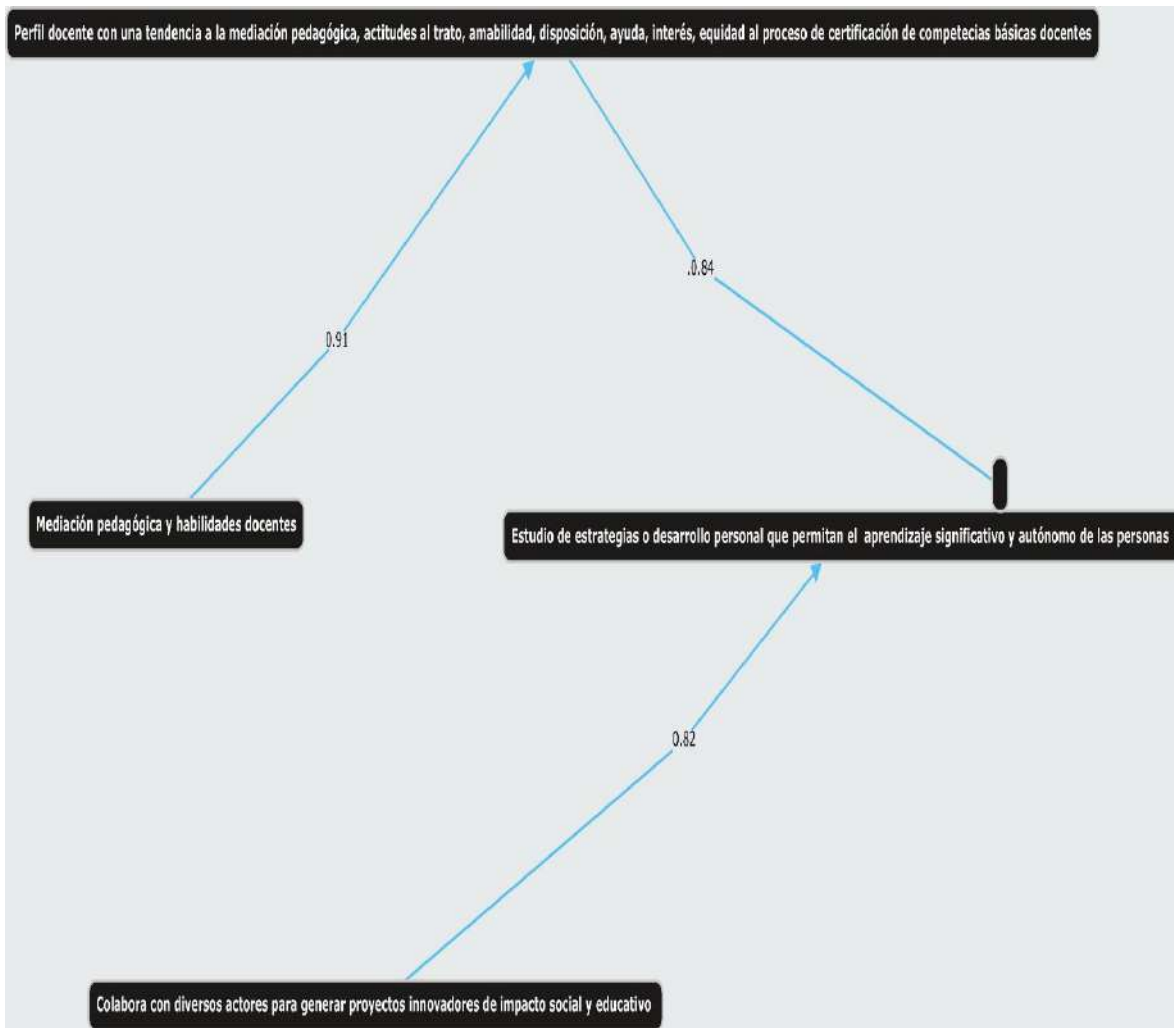 Perfil docente con una tendencia a la mediación pedagógica, actitudes al trato, amabilidad, disposición, ayuda, interés, equidad al proceso de certificación de competecias básicas docentes
.0.84
0.91
Mediación pedagógica y habilidades docentes
Estudio de estrategias o desarrollo personal que permitan el aprendizaje significativo y autónomo de las personas
0.82
Colabora con diversos actores para generar proyectos innovadores de impacto social y educativo